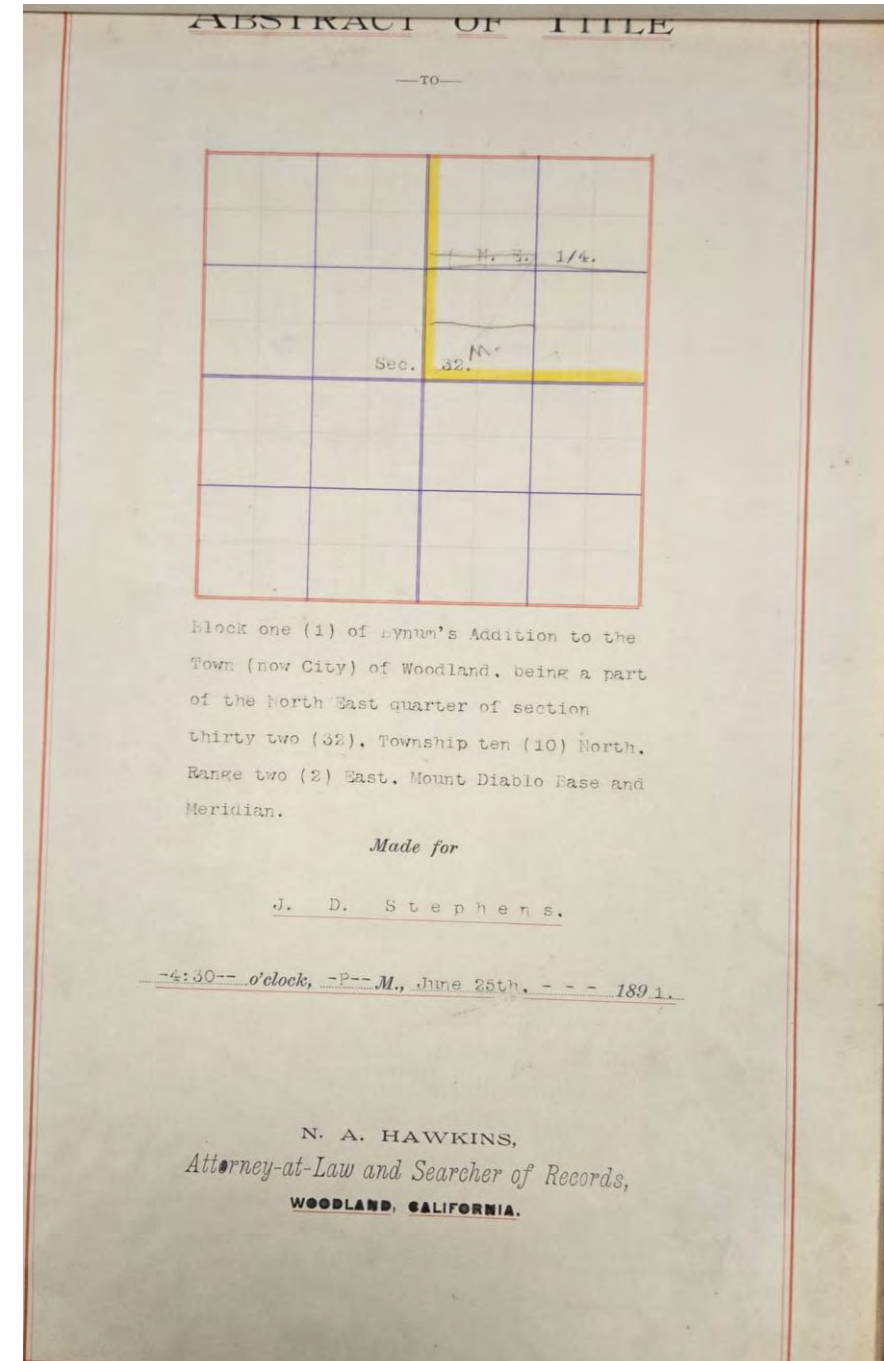 ABSTRACT OF TITLE
—TO—
N. E. 1/4.
Sec. 32.
Block one (1) of Bynum's Addition to the
Town (now City) of Woodland, being a part
of the North East quarter of section
thirty two (32), Township ten (10) North,
Range two (2) East, Mount Diablo Base and
Meridian.
Made for
J. D. Stephens.
-4:30-- o'clock, -P-- M., June 25th, - - - 1891.
N. A. HAWKINS,
Attorney-at-Law and Searcher of Records,
WOODLAND, CALIFORNIA.